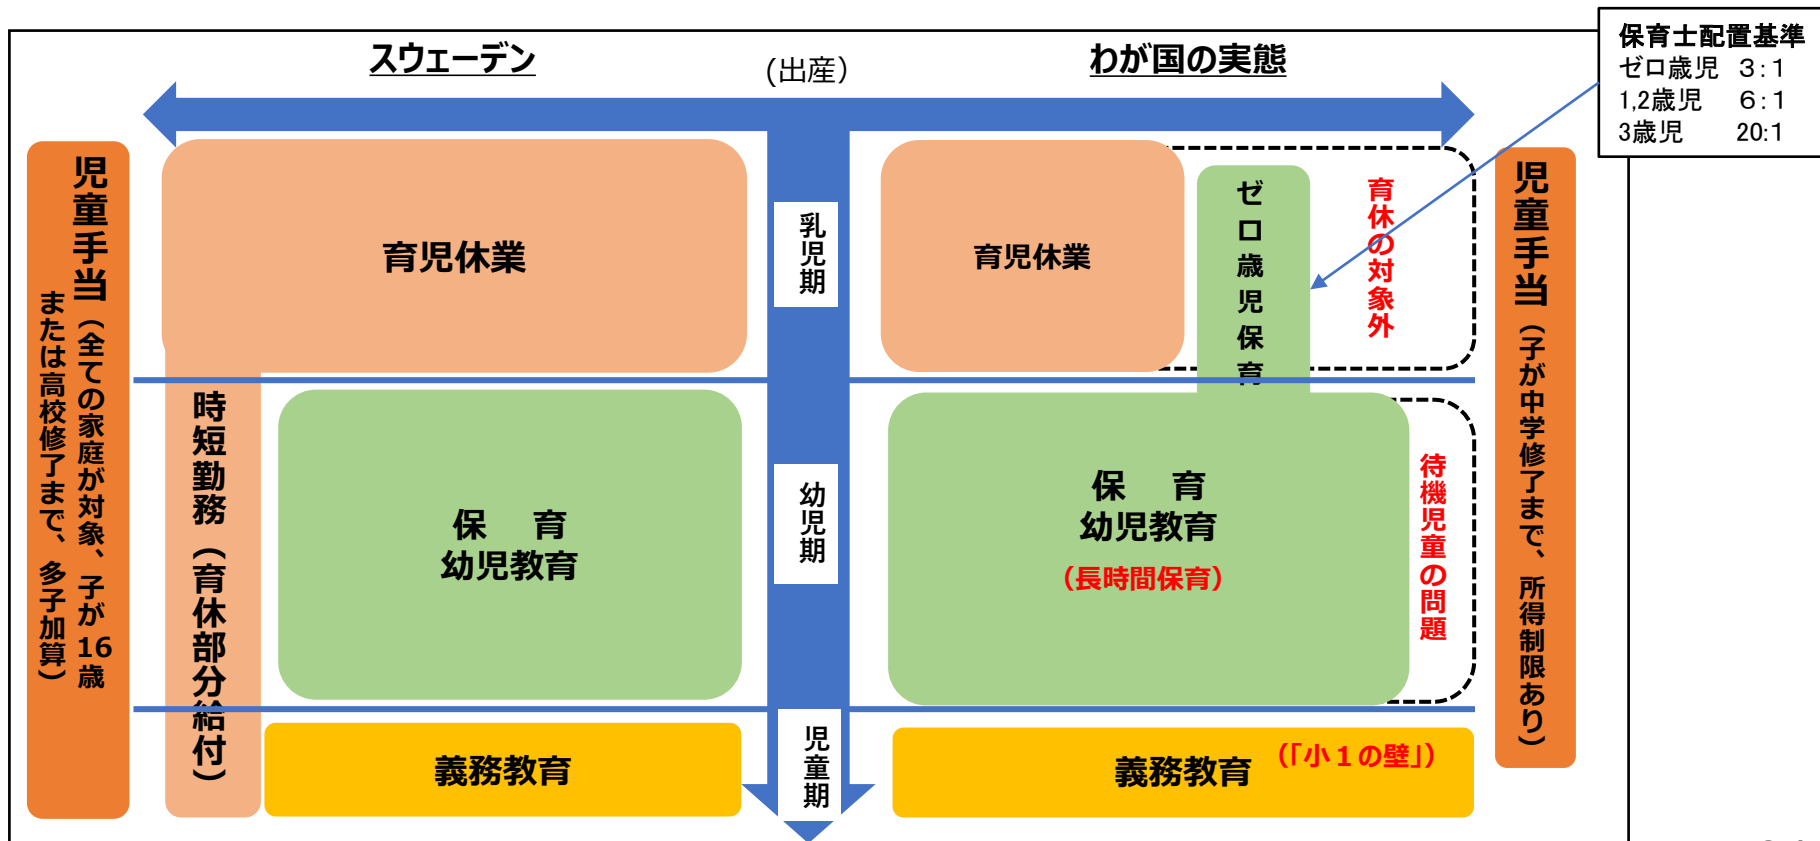 スウェーデン
(出産）
わが国の実態
保育士配置基準
ゼロ歳児 3：1
1,2歳児 6：1
3歳児 20:1
児童手当（全ての家庭が対象、子が16歳
または高校修了まで、多子加算）
育児休業
時短勤務（育休部分給付）
保　育
幼児教育
義務教育
乳児期
幼児期
児童期
育児休業
ゼロ歳児保育
育休の対象外
保　育
幼児教育
（長時間保育）
待機児童の問題
義務教育
（｢小１の壁｣）
児童手当（子が中学修了まで、所得制限あり）